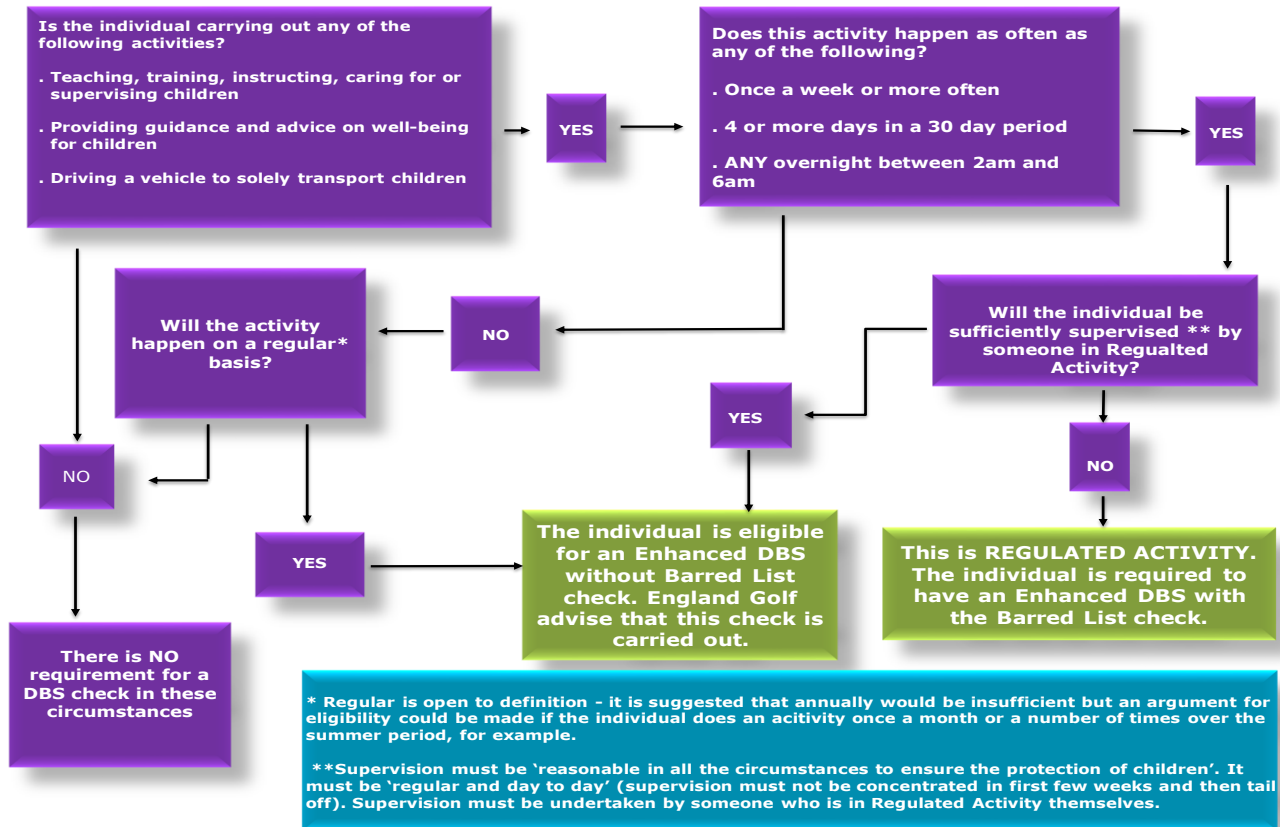 Is the individual carrying out any of the
following activities?
. Teaching, training, instructing, caring for or
supervising children
. Providing guidance and advice on well-being
for children
. Driving a vehicle to solely transport children
YES
Does this activity happen as often as
any of the following?
. Once a week or more often
. 4 or more days in a 30 day period
. ANY overnight between 2am and
6am
YES
Will the activity
happen on a regular*
basis?
NO
Will the individual be
sufficiently supervised ** by
someone in Regualted
Activity?
YES
NO
NO
YES
The individual is eligible
for an Enhanced DBS
without Barred List
check. England Golf
advise that this check is
carried out.
This is REGULATED ACTIVITY.
The individual is required to
have an Enhanced DBS with
the Barred List check.
There is NO
requirement for a
DBS check in these
circumstances
* Regular is open to definition - it is suggested that annually would be insufficient but an argument for
eligibility could be made if the individual does an acitivity once a month or a number of times over the
summer period, for example.
**Supervision must be ‘reasonable in all the circumstances to ensure the protection of children’. It
must be ‘regular and day to day’ (supervision must not be concentrated in first few weeks and then tail
off). Supervision must be undertaken by someone who is in Regulated Activity themselves.